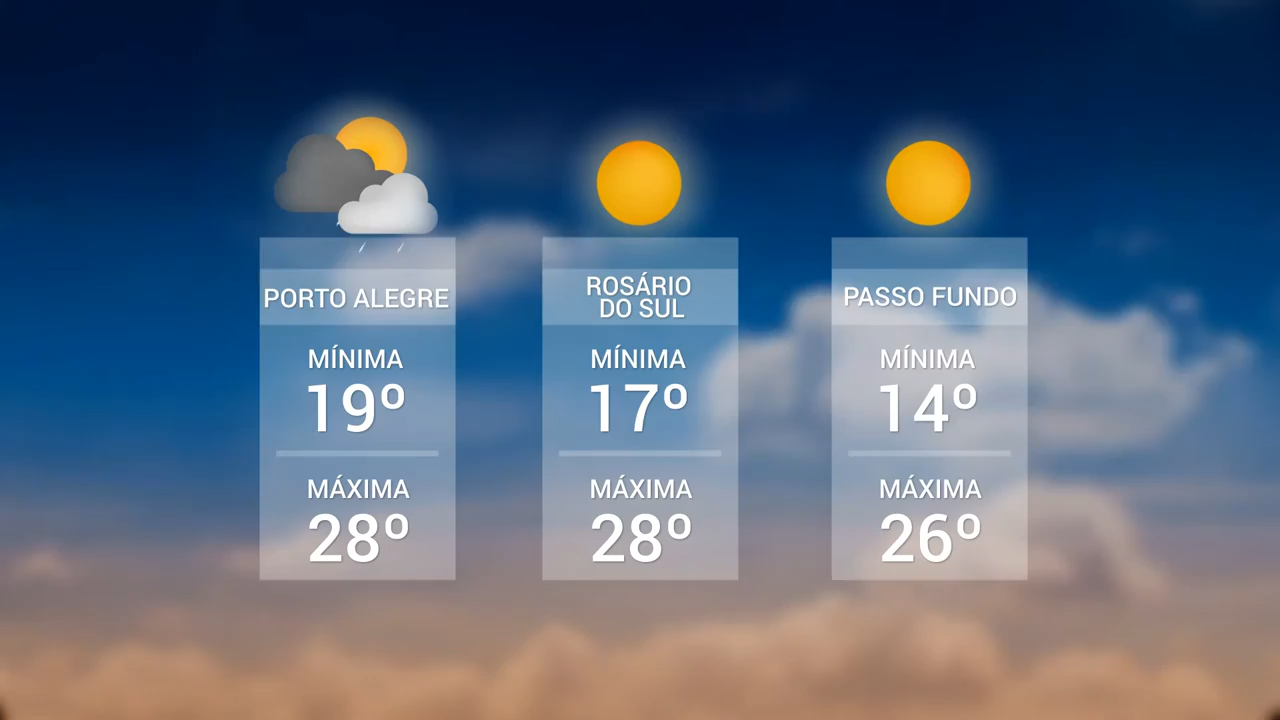 PORTO ALEGRE
MÍNIMA
19º
MÁXIMA
28º
ROSÁRIO
DO SUL
MÍNIMA
17º
MÁXIMA
28º
PASSO FUNDO
MÍNIMA
14º
MÁXIMA
26º